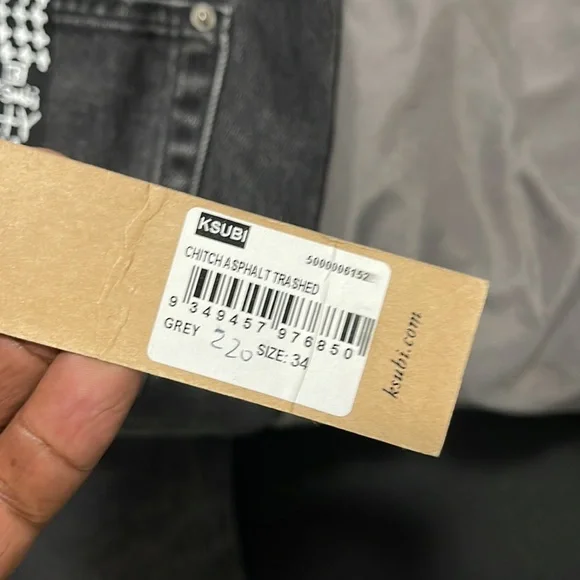 KSUBI
5000006152
CHITCH ASPHALT TRASHED
9 349457 976850
GREY 220 SIZE: 34
ksubi.com